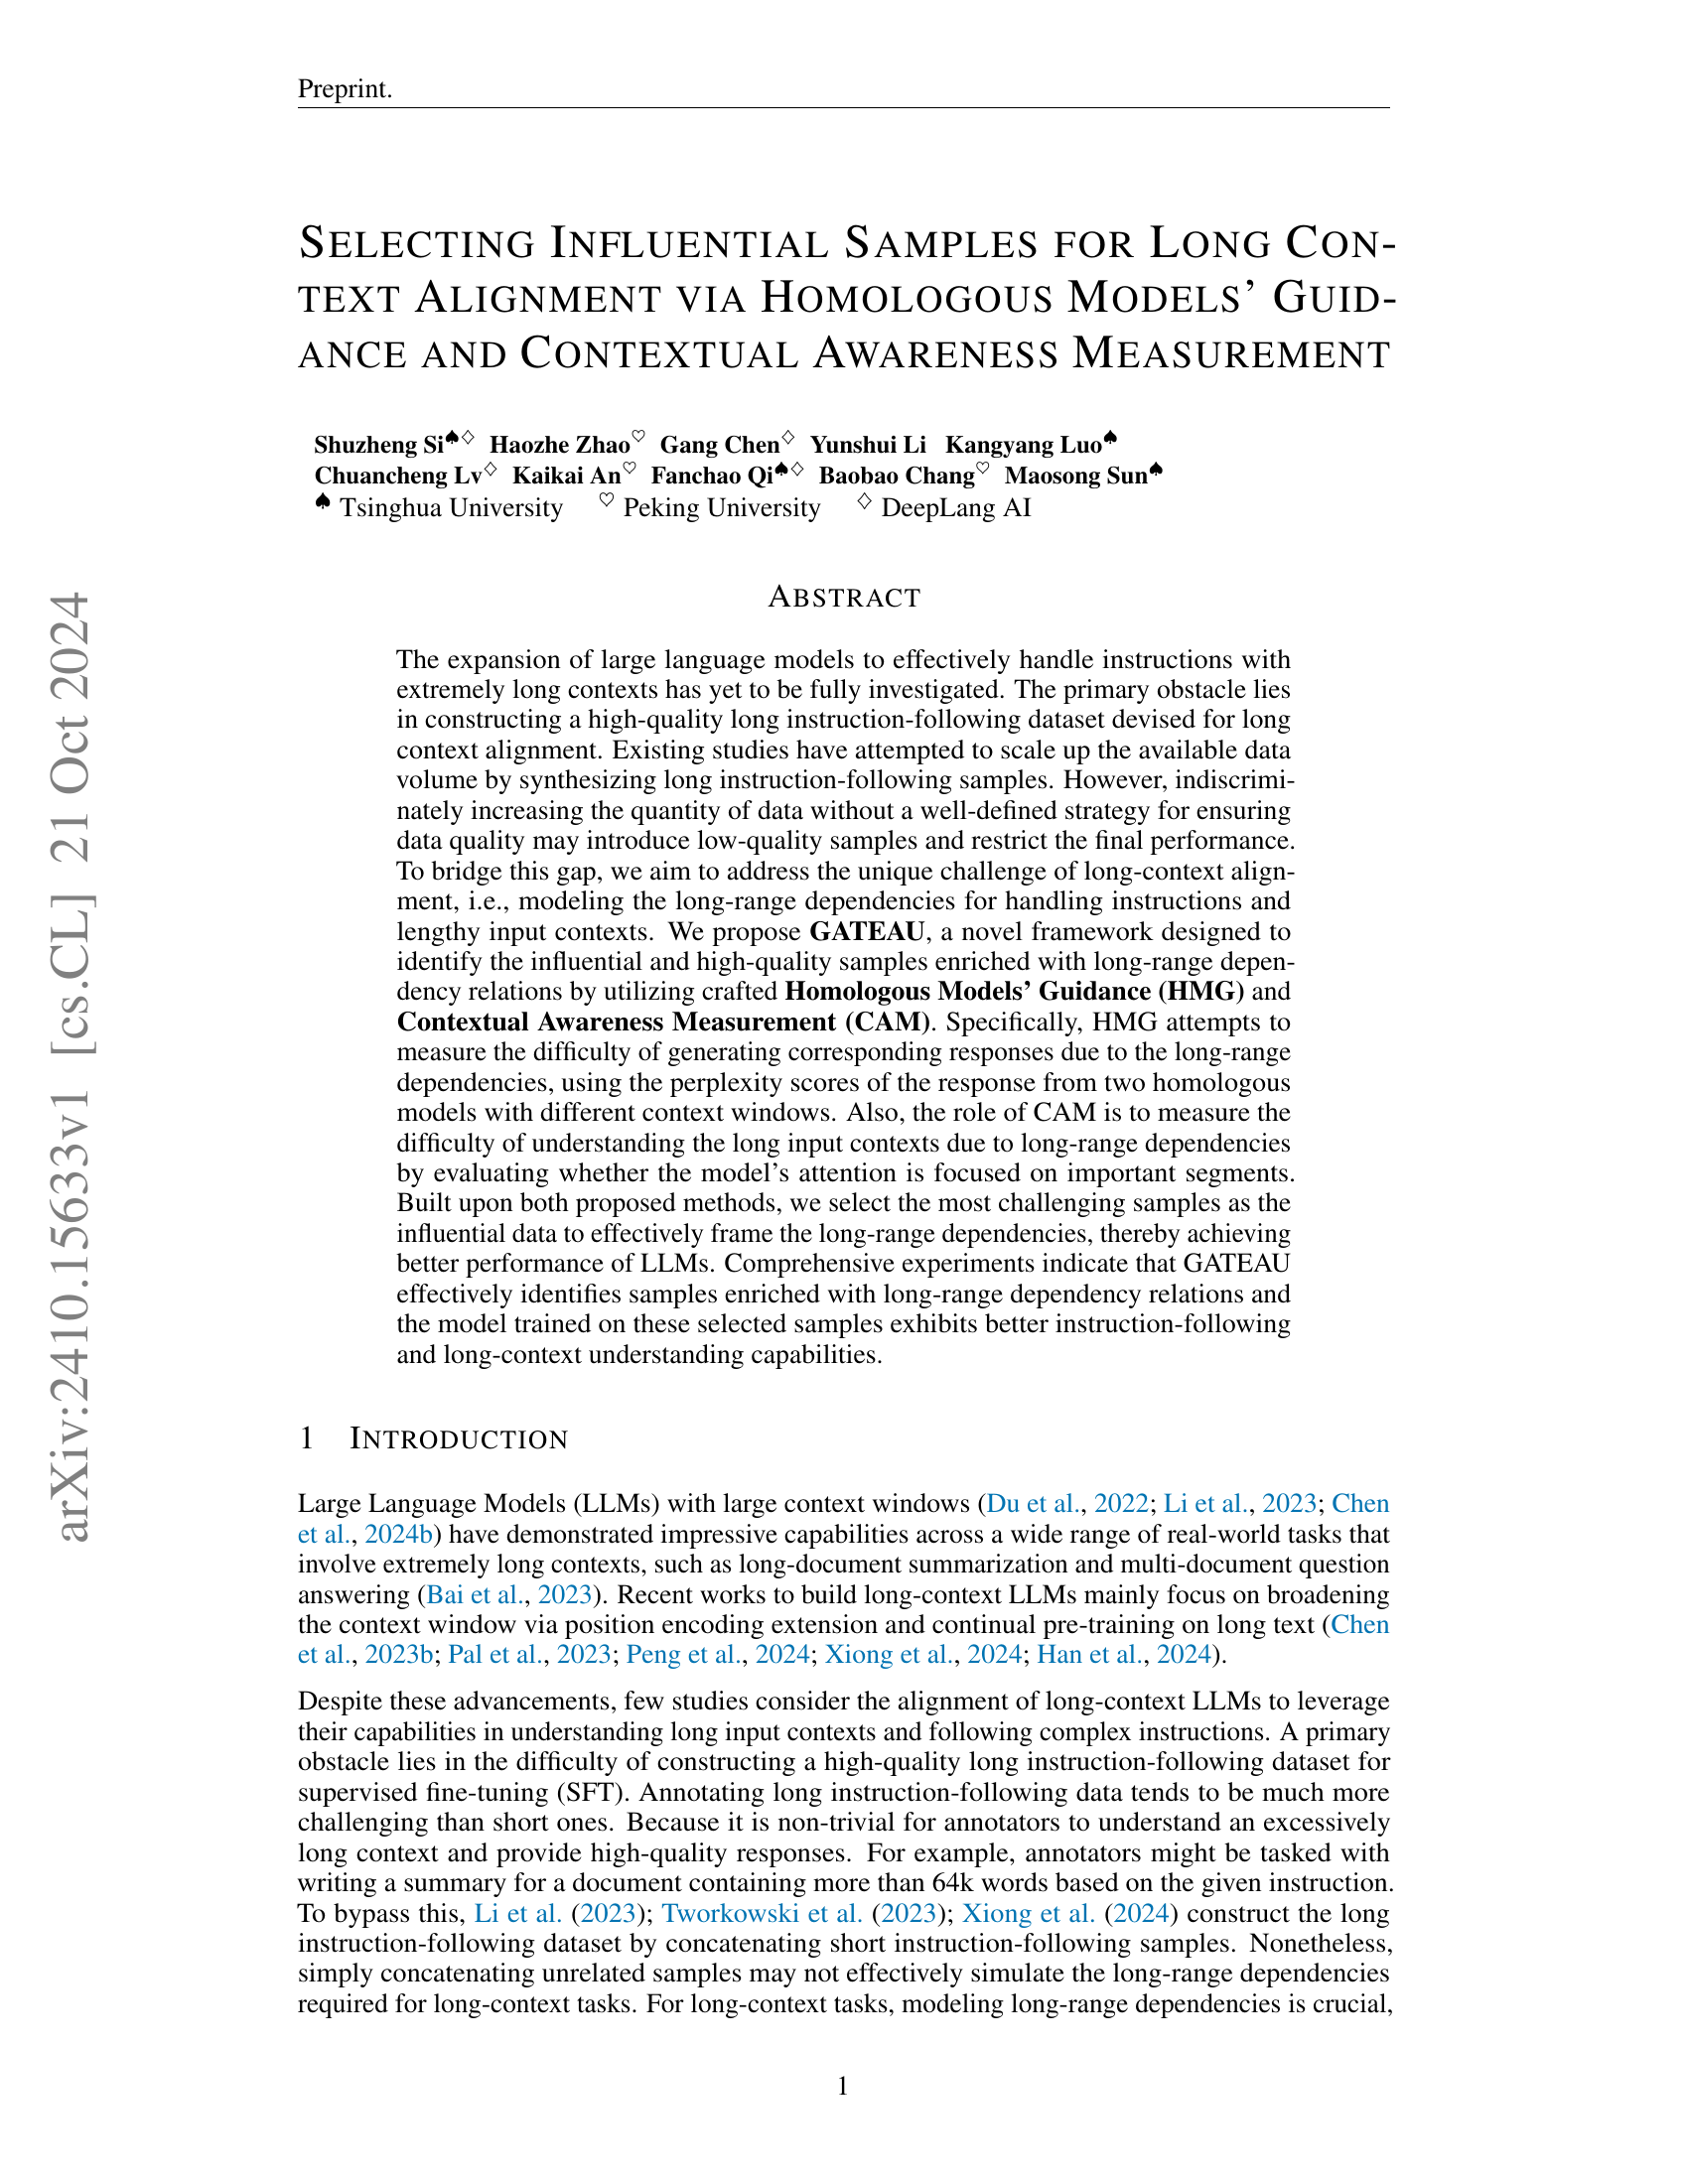 Preprint.
SELECTING INFLUENTIAL SAMPLES FOR LONG CON-
TEXT ALIGNMENT VIA HOMOLOGOUS MODELS' GUID-
ANCE AND CONTEXTUAL AWARENESS MEASUREMENT
Shuzheng Si♠♢ Haozhe Zhao♡ Gang Chen♢ Yunshui Li Kangyang Luo♠
Chuancheng Lv♢ Kaikai An♡ Fanchao Qi♠♢ Baobao Chang♡ Maosong Sun♠
♠ Tsinghua University ♡ Peking University ♢ DeepLang AI
ABSTRACT
The expansion of large language models to effectively handle instructions with
extremely long contexts has yet to be fully investigated. The primary obstacle lies
in constructing a high-quality long instruction-following dataset devised for long
context alignment. Existing studies have attempted to scale up the available data
volume by synthesizing long instruction-following samples. However, indiscrimi-
nately increasing the quantity of data without a well-defined strategy for ensuring
data quality may introduce low-quality samples and restrict the final performance.
To bridge this gap, we aim to address the unique challenge of long-context align-
ment, i.e., modeling the long-range dependencies for handling instructions and
lengthy input contexts. We propose GATEAU, a novel framework designed to
identify the influential and high-quality samples enriched with long-range depen-
dency relations by utilizing crafted Homologous Models' Guidance (HMG) and
Contextual Awareness Measurement (CAM). Specifically, HMG attempts to
measure the difficulty of generating corresponding responses due to the long-range
dependencies, using the perplexity scores of the response from two homologous
models with different context windows. Also, the role of CAM is to measure the
difficulty of understanding the long input contexts due to long-range dependencies
by evaluating whether the model's attention is focused on important segments.
Built upon both proposed methods, we select the most challenging samples as the
influential data to effectively frame the long-range dependencies, thereby achieving
better performance of LLMs. Comprehensive experiments indicate that GATEAU
effectively identifies samples enriched with long-range dependency relations and
the model trained on these selected samples exhibits better instruction-following
and long-context understanding capabilities.
1 INTRODUCTION
Large Language Models (LLMs) with large context windows (Du et al., 2022; Li et al., 2023; Chen
et al., 2024b) have demonstrated impressive capabilities across a wide range of real-world tasks that
involve extremely long contexts, such as long-document summarization and multi-document question
answering (Bai et al., 2023). Recent works to build long-context LLMs mainly focus on broadening
the context window via position encoding extension and continual pre-training on long text (Chen
et al., 2023b; Pal et al., 2023; Peng et al., 2024; Xiong et al., 2024; Han et al., 2024).
Despite these advancements, few studies consider the alignment of long-context LLMs to leverage
their capabilities in understanding long input contexts and following complex instructions. A primary
obstacle lies in the difficulty of constructing a high-quality long instruction-following dataset for
supervised fine-tuning (SFT). Annotating long instruction-following data tends to be much more
challenging than short ones. Because it is non-trivial for annotators to understand an excessively
long context and provide high-quality responses. For example, annotators might be tasked with
writing a summary for a document containing more than 64k words based on the given instruction.
To bypass this, Li et al. (2023); Tworkowski et al. (2023); Xiong et al. (2024) construct the long
instruction-following dataset by concatenating short instruction-following samples. Nonetheless,
simply concatenating unrelated samples may not effectively simulate the long-range dependencies
required for long-context tasks. For long-context tasks, modeling long-range dependencies is crucial,
1
arXiv:2410.15633v1 [cs.CL] 21 Oct 2024